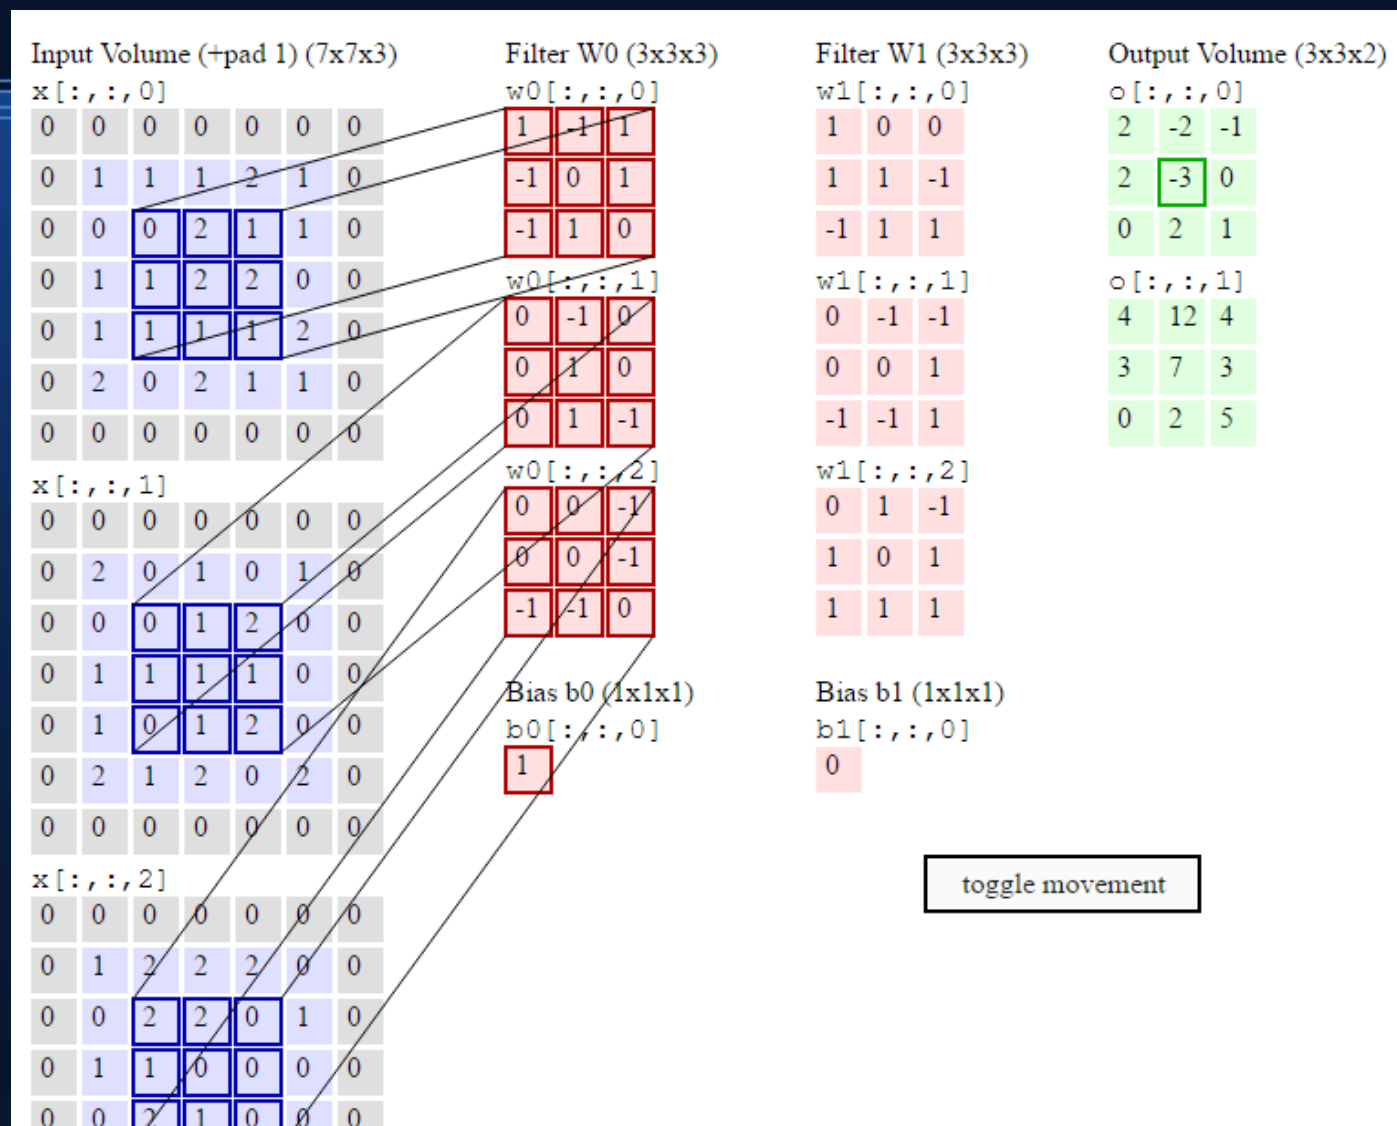 Input Volume (+pad 1) (7x7x3)
x[:,:,0]
0 0 0 0 0 0 0
0 1 1 1 2 1 0
0 0 0 2 1 1 0
0 1 1 2 2 0 0
0 1 1 1 1 2 0
0 2 0 2 1 1 0
0 0 0 0 0 0 0
x[:,:,1]
0 0 0 0 0 0 0
0 2 0 1 0 1 0
0 0 0 1 2 0 0
0 1 1 1 1 0 0
0 1 0 1 2 0 0
0 2 1 2 0 2 0
0 0 0 0 0 0 0
x[:,:,2]
0 0 0 0 0 0 0
0 1 2 2 2 0 0
0 0 2 2 0 1 0
0 1 1 0 0 0 0
0 0 2 1 0 0 0
Filter W0 (3x3x3)
w0[:,:,0]
1 -1 1
-1 0 1
-1 1 0
w0[:,:,1]
0 -1 0
0 1 0
0 1 -1
w0[:,:,2]
0 0 -1
0 0 -1
-1 -1 0
Bias b0 (1x1x1)
b0[:,:,0]
1
Filter W1 (3x3x3)
w1[:,:,0]
1 0 0
1 1 -1
-1 1 1
w1[:,:,1]
0 -1 -1
0 0 1
-1 -1 1
w1[:,:,2]
0 1 -1
1 0 1
1 1 1
Bias b1 (1x1x1)
b1[:,:,0]
0
Output Volume (3x3x2)
o[:,:,0]
2 -2 -1
2 -3 0
0 2 1
o[:,:,1]
4 12 4
3 7 3
0 2 5
toggle movement